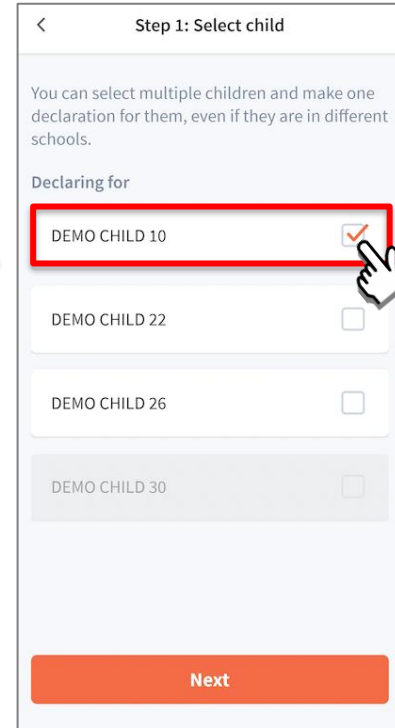 Step 1: Select child
You can select multiple children and make one
declaration for them, even if they are in different
schools.
Declaring for
DEMO CHILD 10
DEMO CHILD 22
DEMO CHILD 26
DEMO CHILD 30
Next